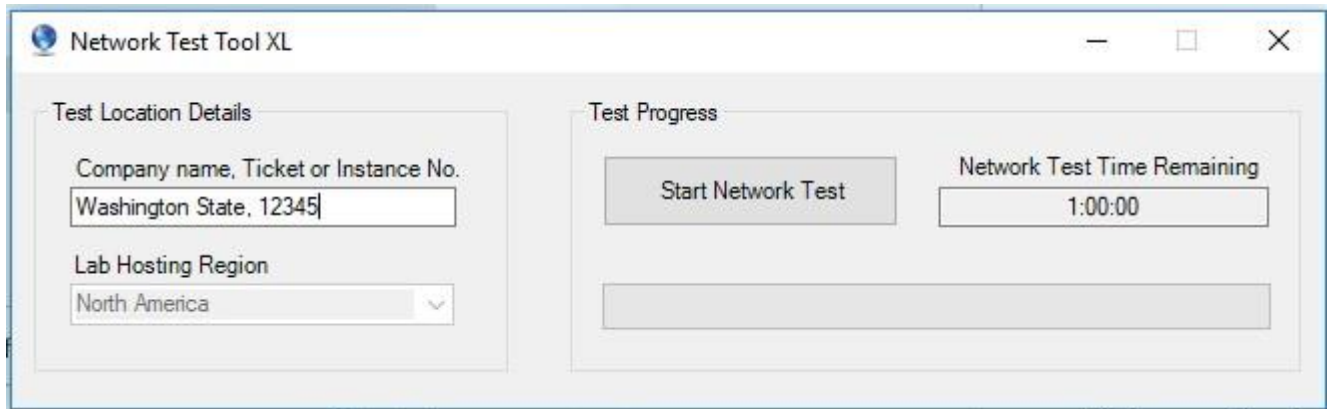 Network Test Tool XL
Test Location Details
Company name, Ticket or Instance No.
Washington State, 12345
Lab Hosting Region
North America
Test Progress
Start Network Test
Network Test Time Remaining
1:00:00